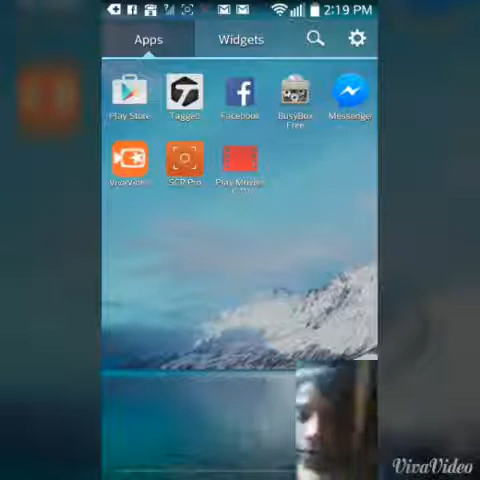 2:19 PM
Apps Widgets
Play Store Tagged Facebook BusyBox Free Messenger
VivaVideo SCR Pro Play Movies
VivaVideo